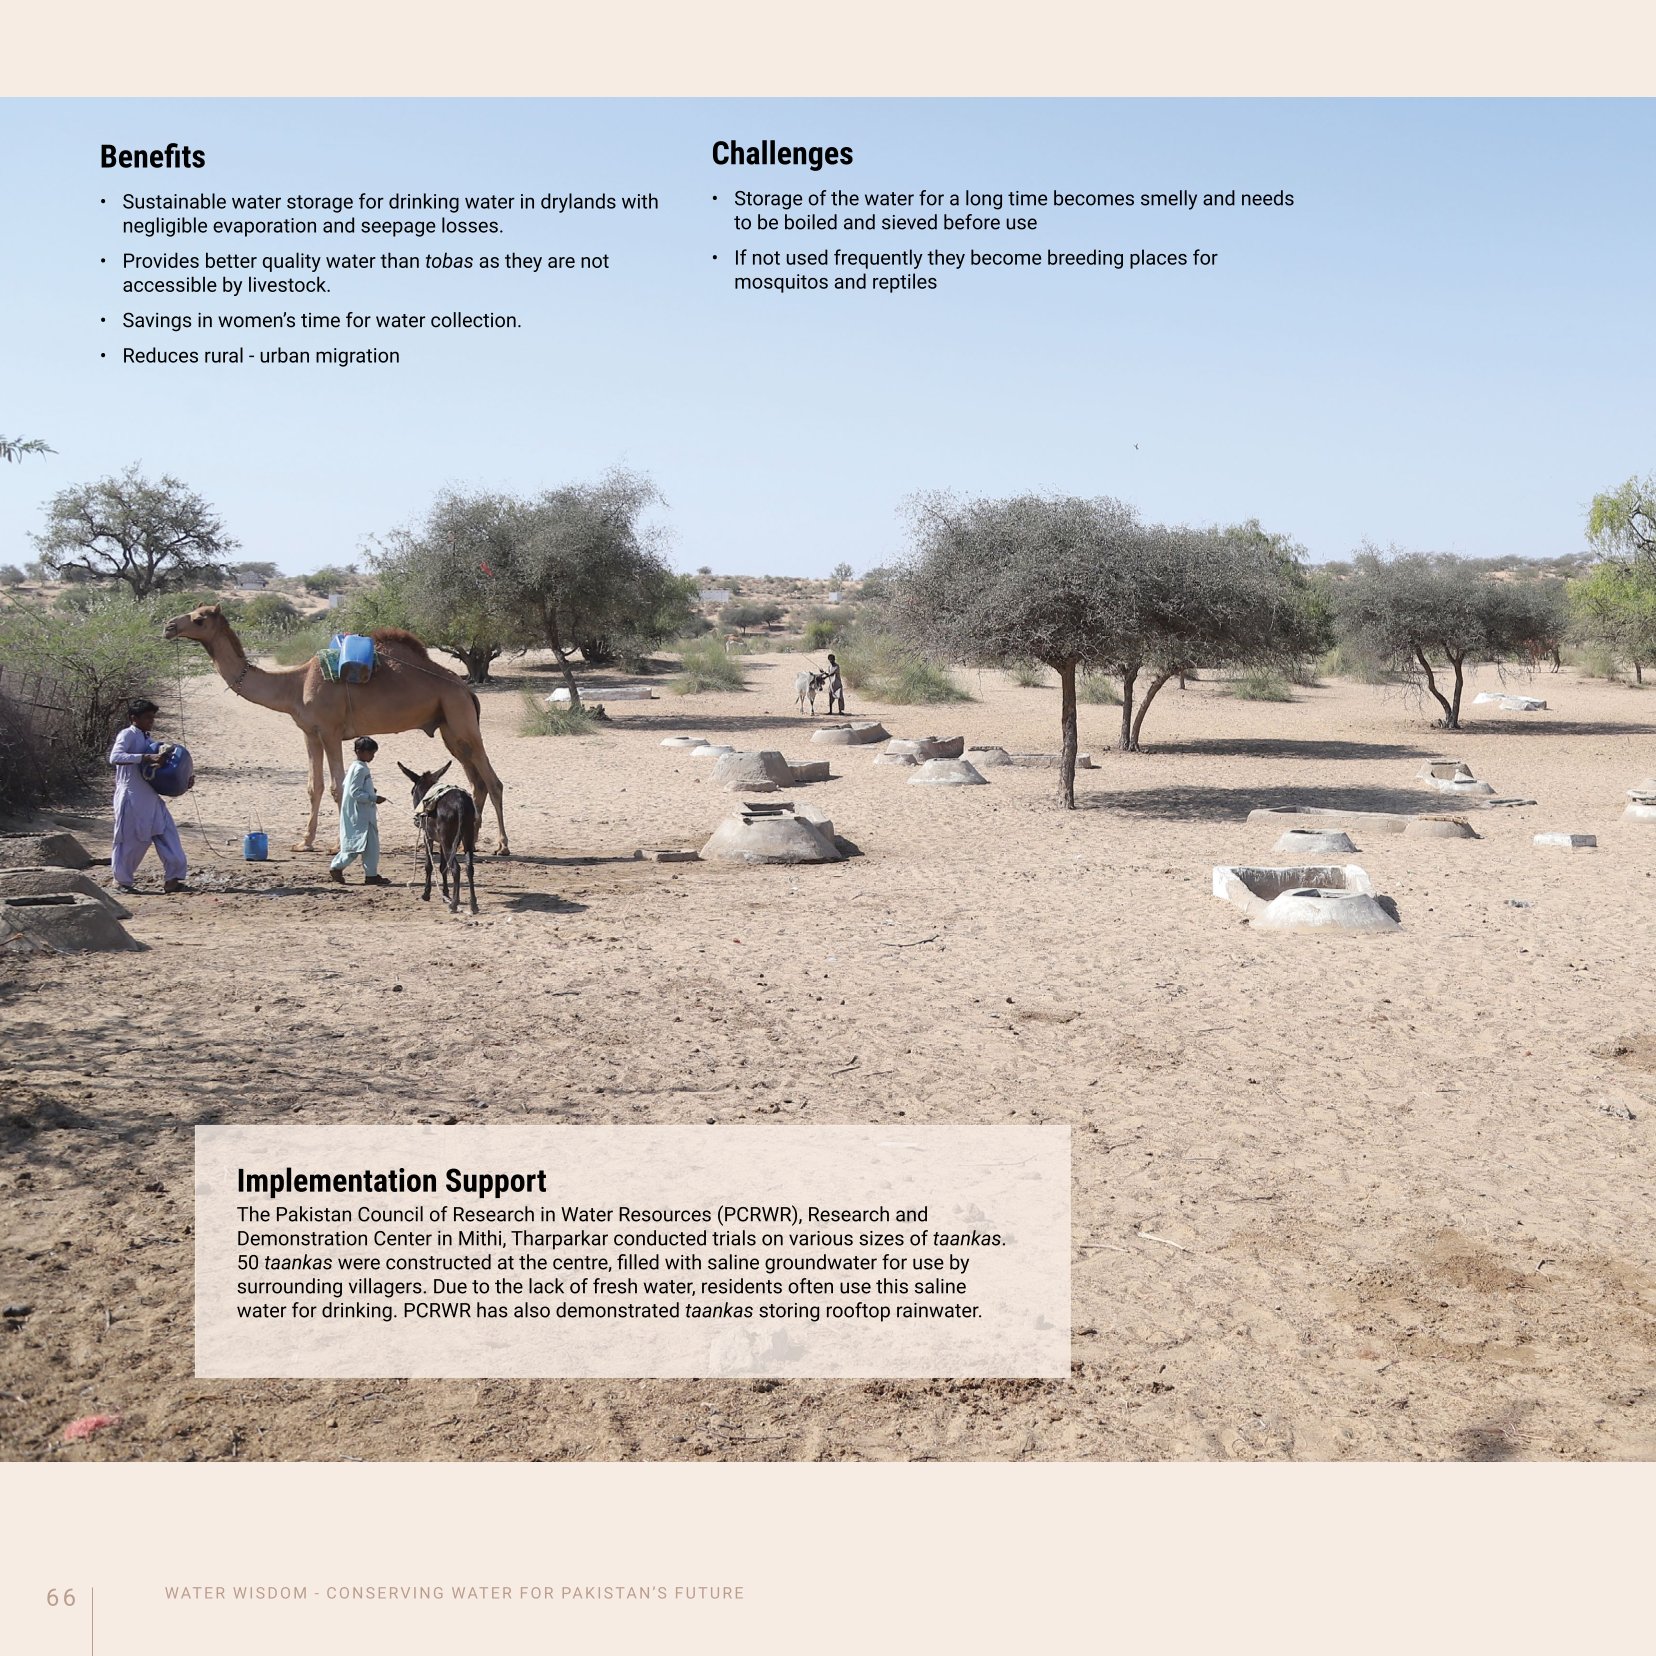 Benefits
• Sustainable water storage for drinking water in drylands with
negligible evaporation and seepage losses.
• Provides better quality water than tobas as they are not
accessible by livestock.
• Savings in women’s time for water collection.
• Reduces rural - urban migration
Challenges
• Storage of the water for a long time becomes smelly and needs
to be boiled and sieved before use
• If not used frequently they become breeding places for
mosquitos and reptiles
Implementation Support
The Pakistan Council of Research in Water Resources (PCRWR), Research and
Demonstration Center in Mithi, Tharparkar conducted trials on various sizes of taankas.
50 taankas were constructed at the centre, filled with saline groundwater for use by
surrounding villagers. Due to the lack of fresh water, residents often use this saline
water for drinking. PCRWR has also demonstrated taankas storing rooftop rainwater.
66
WATER WISDOM - CONSERVING WATER FOR PAKISTAN’S FUTURE